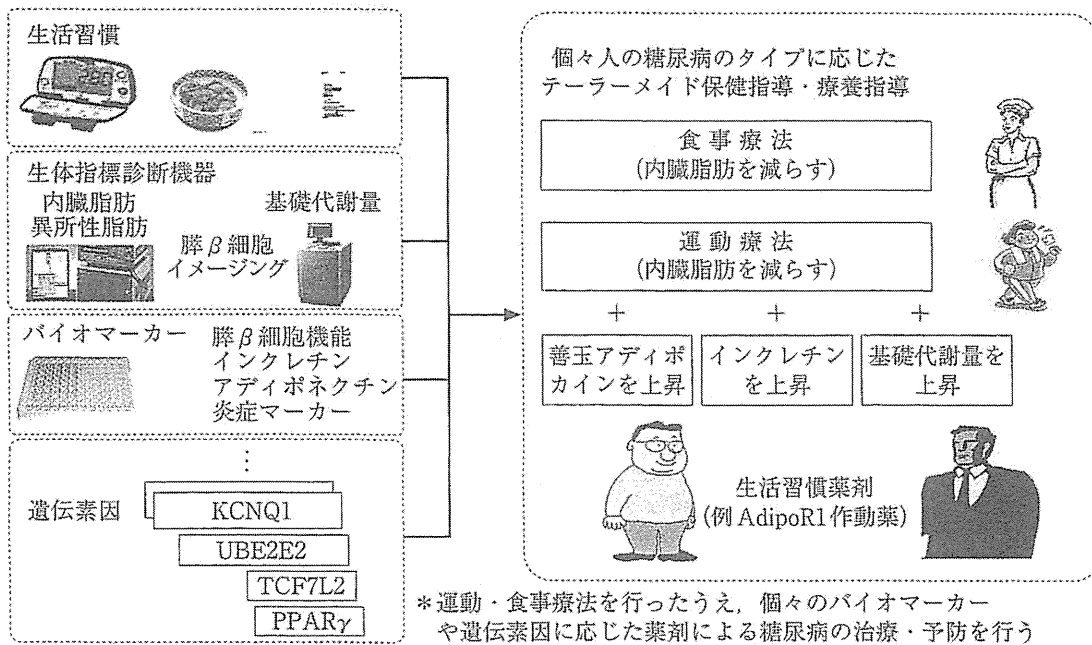 生活習慣
生体指標診断機器
内臓脂肪
異所性脂肪
膵β細胞
イメージング
基礎代謝量
バイオマーカー
膵β細胞機能
インクレチン
アディポネクチン
炎症マーカー
⋮
遺伝素因
KCNQ1
UBE2E2
TCF7L2
PPARγ
個々人の糖尿病のタイプに応じた
テーラーメイド保健指導・療養指導
食事療法
(内臓脂肪を減らす)
運動療法
(内臓脂肪を減らす)
+ + +
善玉アディポ
カインを上昇
インクレチン
を上昇
基礎代謝量を
上昇
生活習慣薬剤
(例 AdipoR1作動薬)
*運動・食事療法を行ったうえ，個々のバイオマーカー
や遺伝素因に応じた薬剤による糖尿病の治療・予防を行う